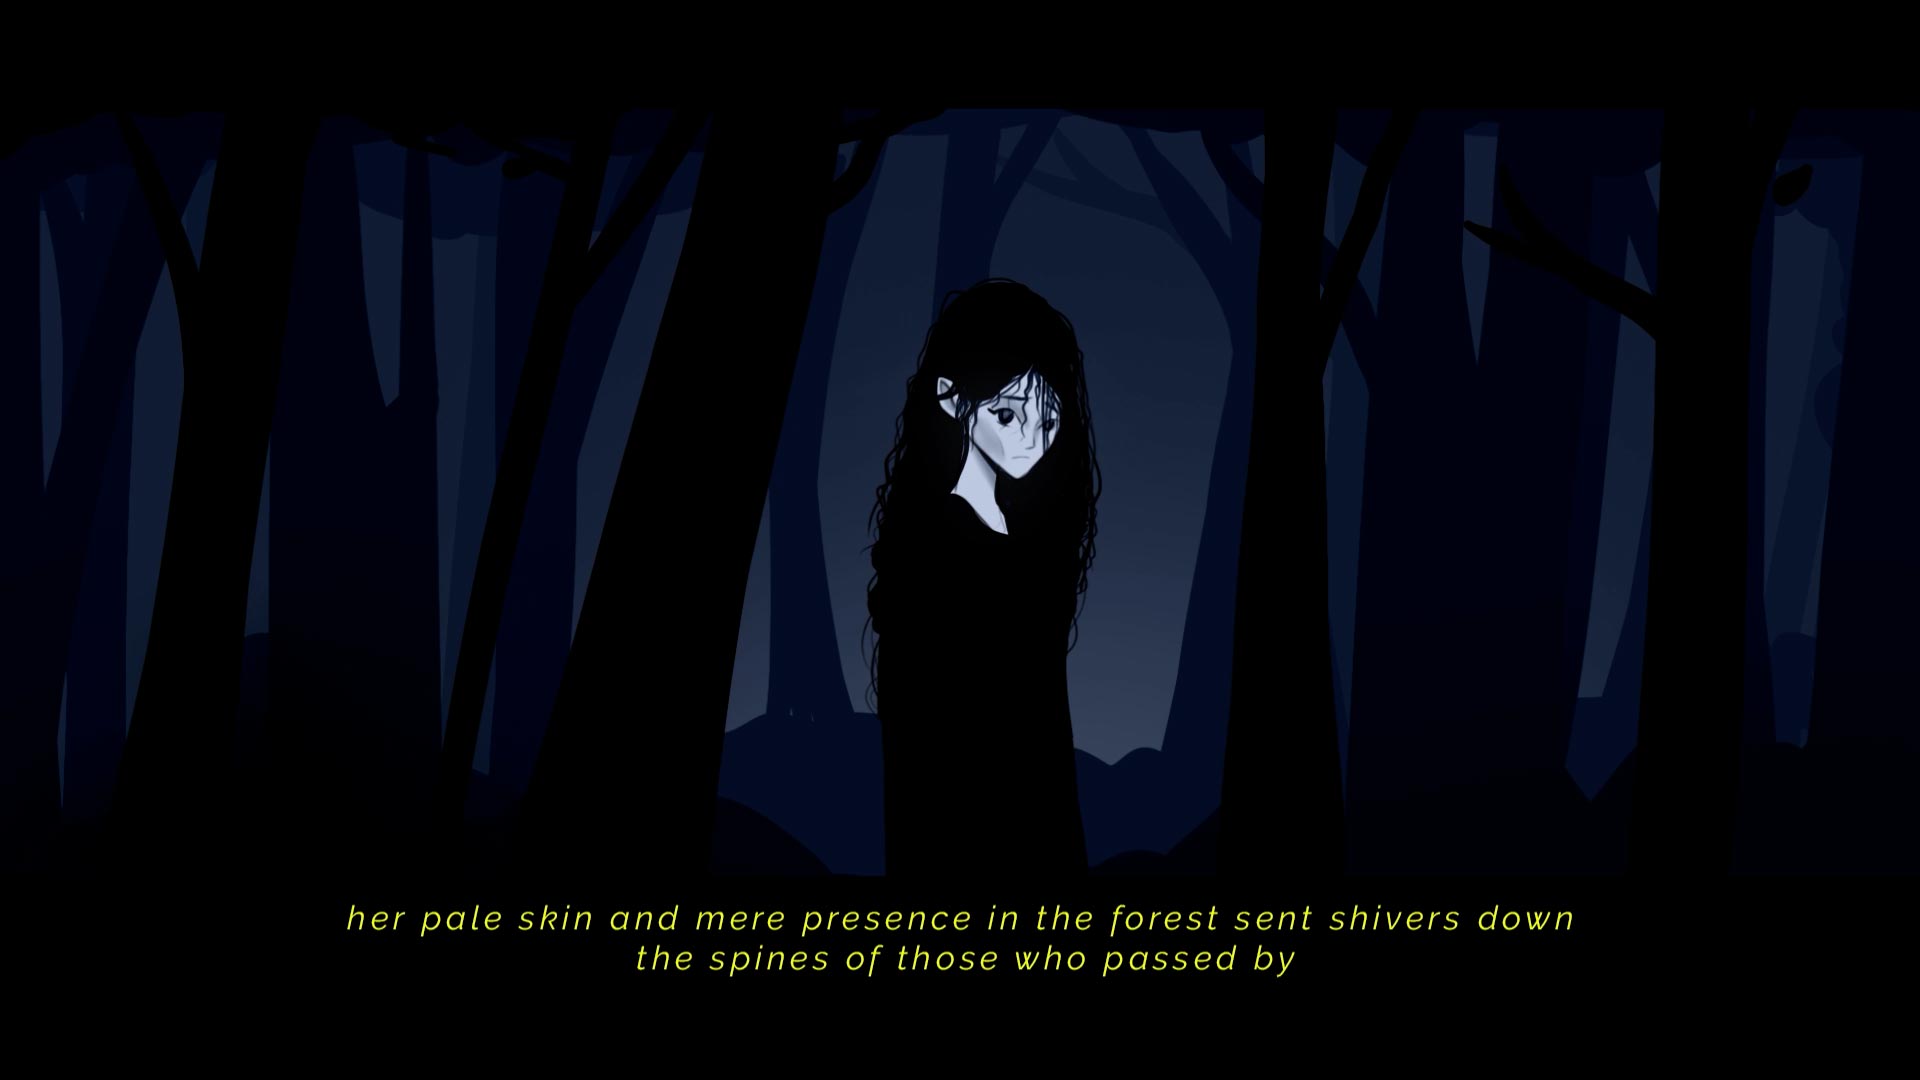 her pale skin and mere presence in the forest sent shivers down
the spines of those who passed by